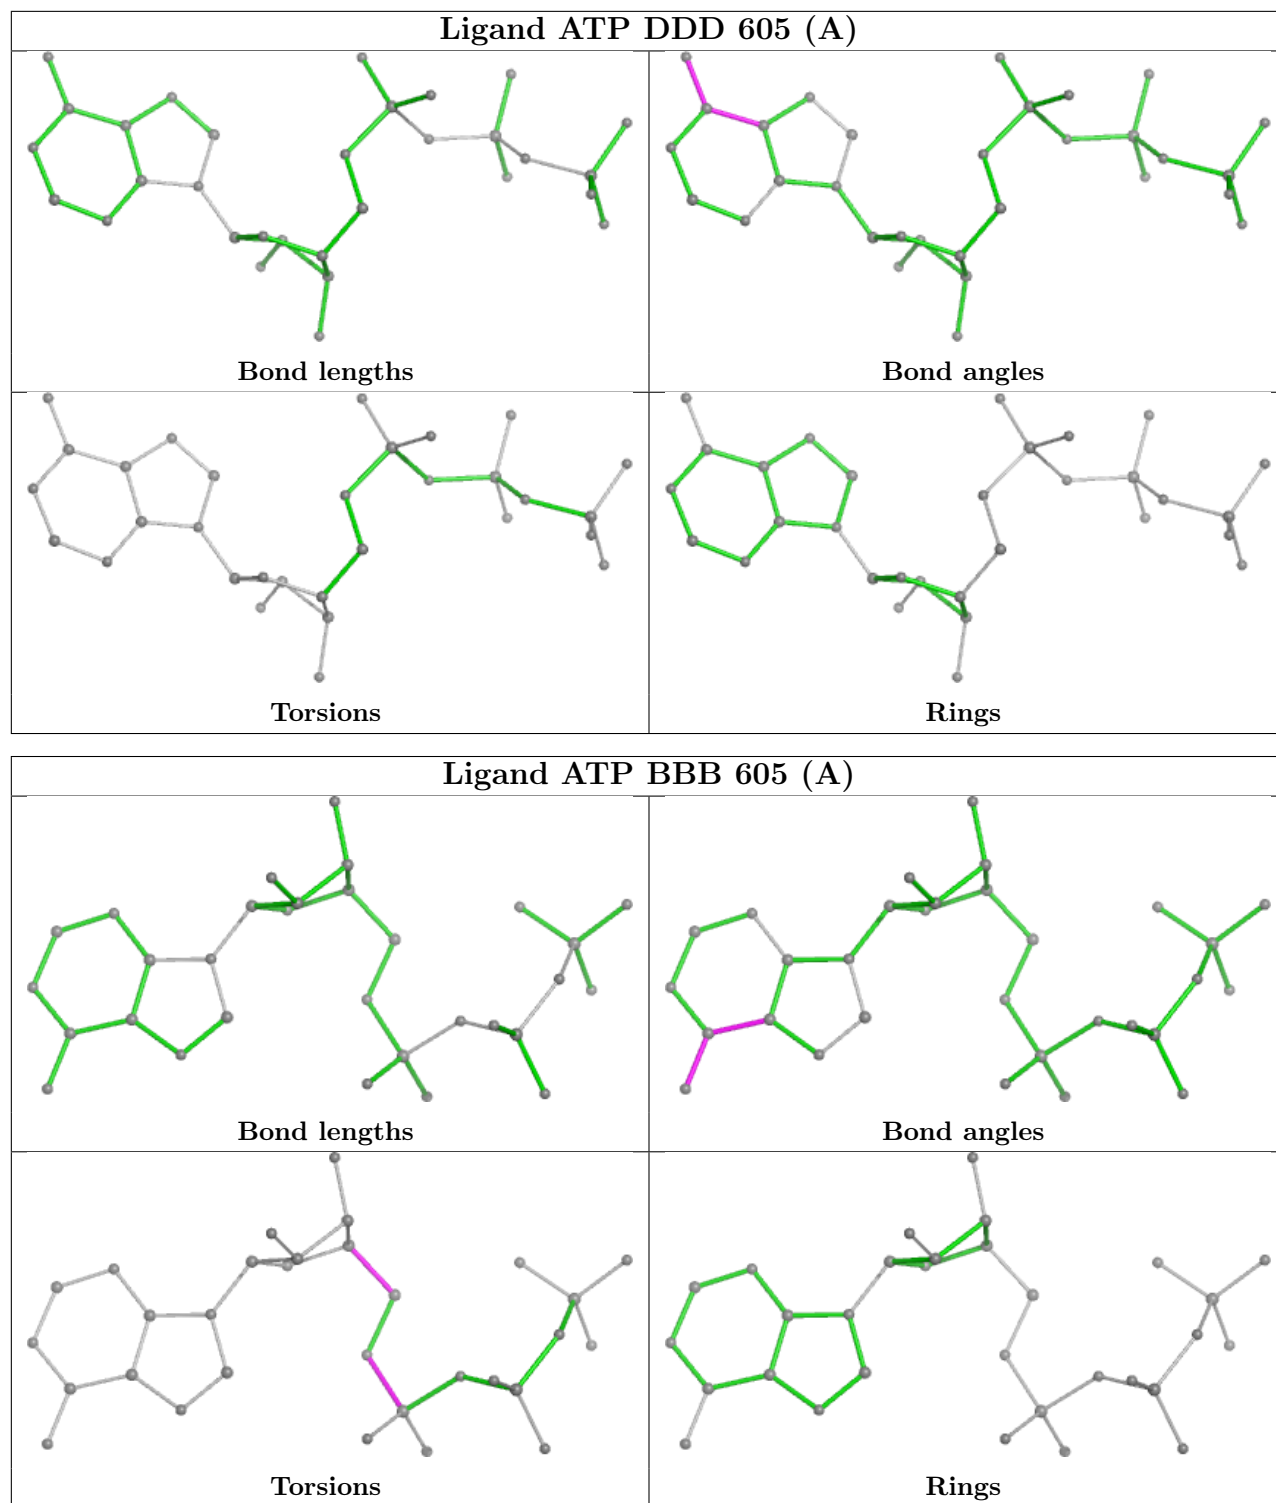 Ligand ATP DDD 605 (A)
Bond lengths
Bond angles
Torsions
Rings
Ligand ATP BBB 605 (A)
Bond lengths
Bond angles
Torsions
Rings